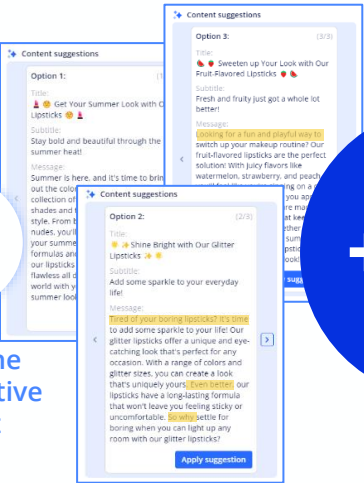 Content suggestions
Option 3:
(3/3)
Title:
🍉 🍓 Sweeten up Your Look with Our
Fruit-Flavored Lipsticks 🍓 🍉
Subtitle:
Fresh and fruity just got a whole lot
better!
Message:
Looking for a fun and playful way to
switch up your makeup routine? Our
fruit-flavored lipsticks are the perfect
solution! With juicy flavors like
watermelon, strawberry, and peach,
Content suggestions
Option 1:
Title:
Get Your Summer Look with
Lipsticks
Subtitle:
Stay bold and beautiful through the
summer heat!
Message:
Summer is here, and it's time to
out the
collection of
shades and
style. From
nudes, you'll
your summer
formulas and
our lipsticks
flawless all
world with
summer
Content suggestions
Option 2:
(2/3)
Title:
☀️ ✨ Shine Bright with Our Glitter
Lipsticks ✨ ☀️
Subtitle:
Add some sparkle to your everyday
life!
Message:
Tired of your boring lipsticks? It's time
to add some sparkle to your life! Our
glitter lipsticks offer a unique and eye-
catching look that's perfect for any
occasion. With a range of colors and
glitter sizes, you can create a look
that's uniquely yours. Even better, our
lipsticks have a long-lasting formula
that won't leave you feeling sticky or
uncomfortable. So why settle for
boring when you can light up any
room with our glitter lipsticks?
Apply suggestion